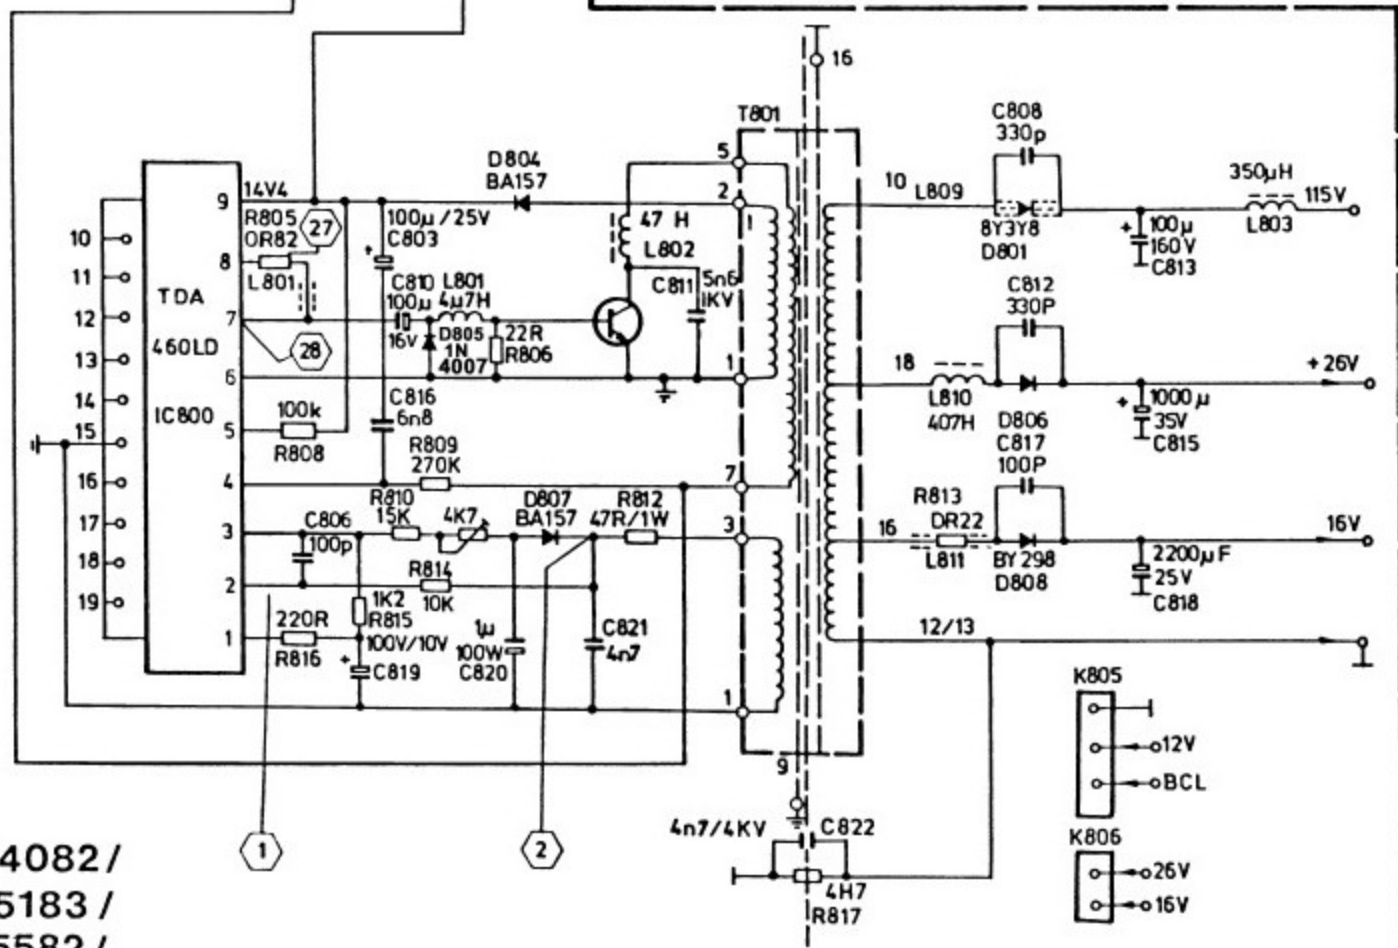 16
T801
C808
330p
350µH
115V
L803
10
L809
8Y3Y8
D801
100µ
160V
C813
5
2
1
D804
BA157
47 H
L802
C811
5n6
1KV
9
14V4
R805
0R82
27
100µ/25V
C803
8
L801
C810
100µ
16V
L801
4µ7H
7
28
D805
1N
4007
22R
R806
6
TDA
460LD
IC800
10
11
12
13
14
15
16
17
18
19
5
100k
R808
C816
6n8
R809
270K
4
R810
15K
3
C806
100p
4K7
D807
BA157
R812
47R/1W
2
R814
10K
1K2
R815
220R
1
R816
100V/10V
C819
1µ
100W
C820
C821
4n7
1
7
3
1
9
C812
330P
18
L810
407H
D806
+26V
1000µ
35V
C815
C817
100P
R813
DR22
16
L811
BY 298
D808
16V
2200µF
25V
C818
12/13
K805
12V
BCL
K806
26V
16V
4n7/4KV
C822
4H7
R817
1
2
4082/
5183/
5582/